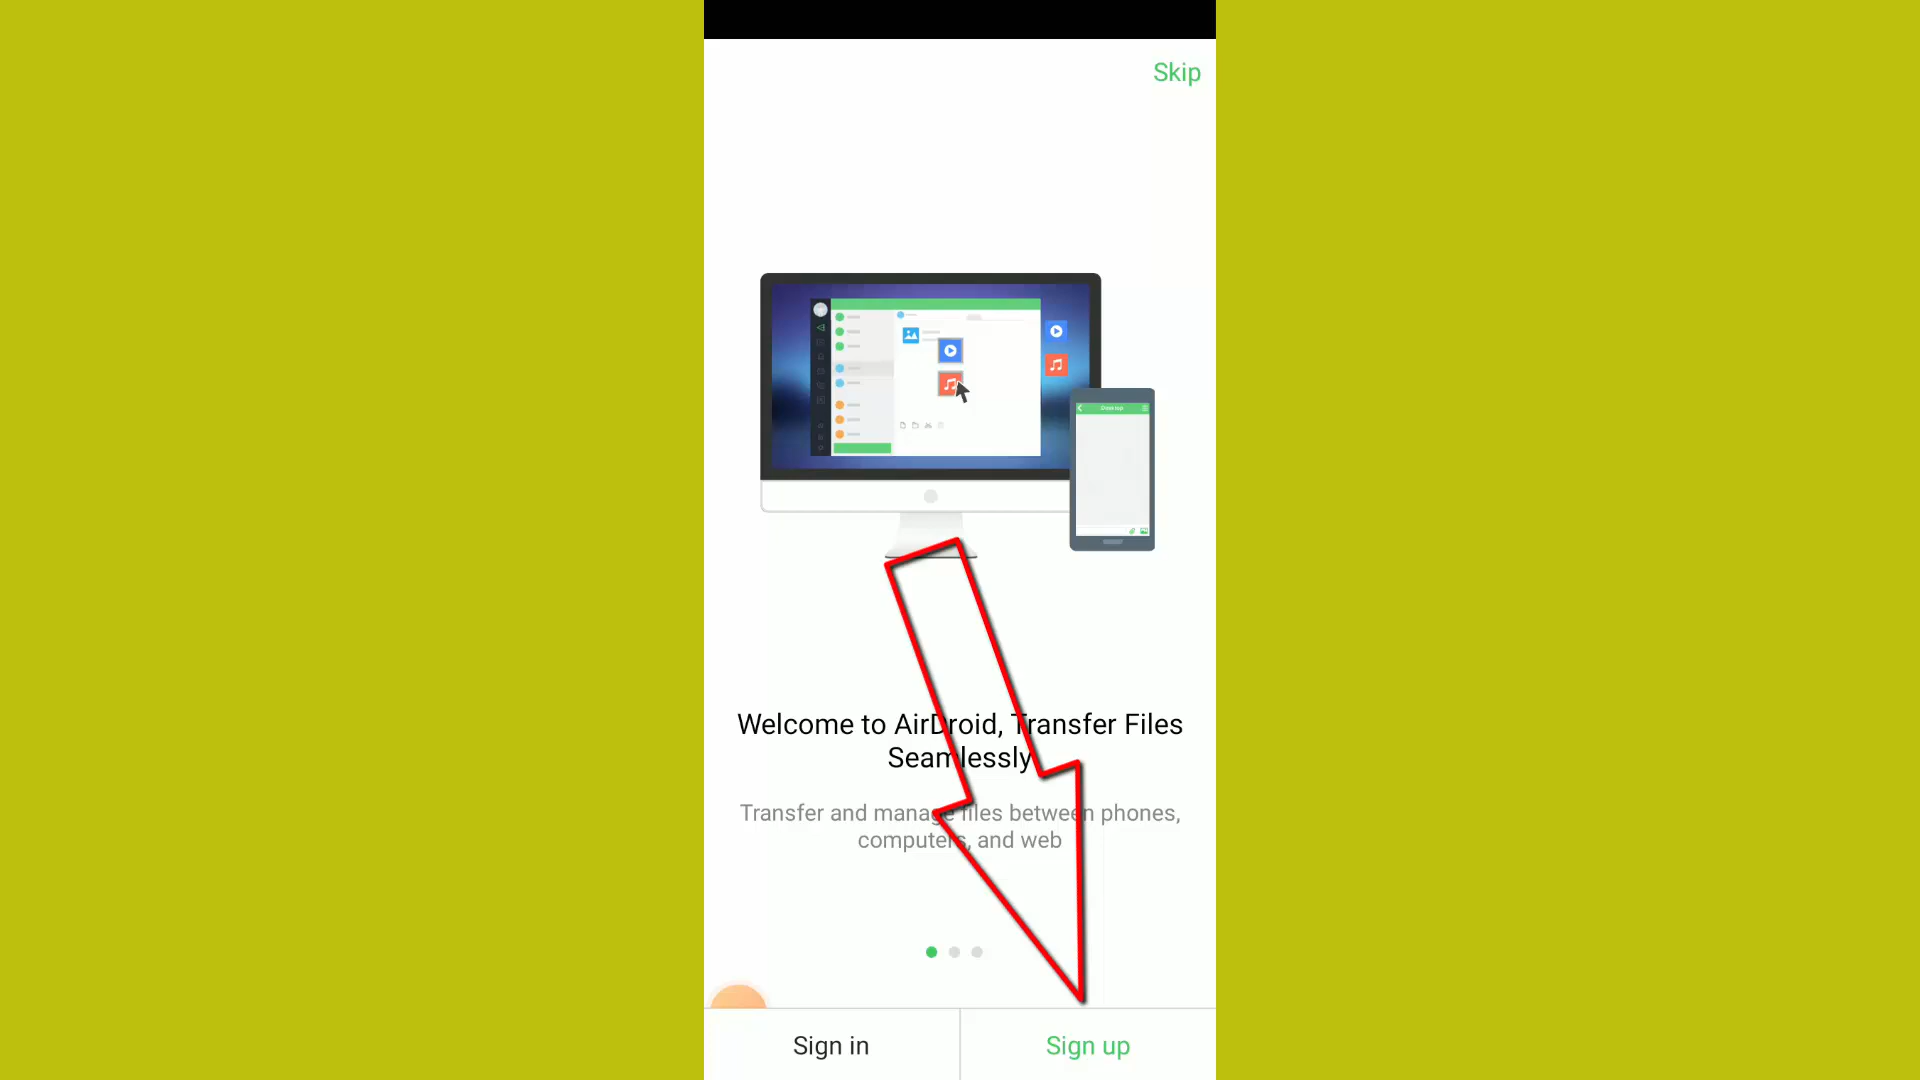 Skip
Desktop
Welcome to AirDroid, Transfer Files
Seamlessly
Transfer and manage files between phones,
computers, and web
Sign in
Sign up